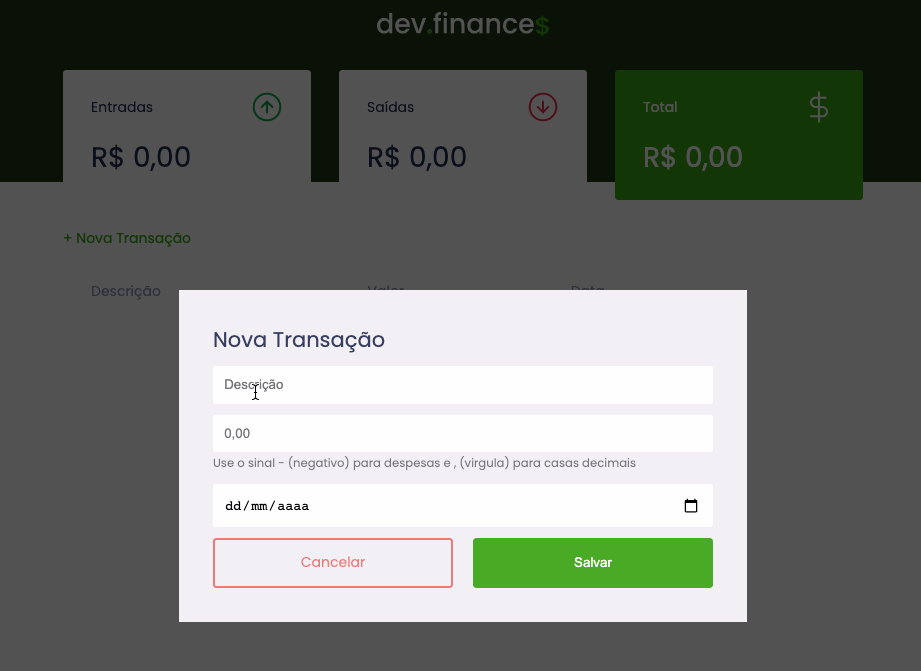 dev.finance$
Entradas
Saídas
Total
R$ 0,00
R$ 0,00
R$ 0,00
+ Nova Transação
Descrição
Valor
Data
Nova Transação
Descrição
0,00
Use o sinal - (negativo) para despesas e , (virgula) para casas decimais
dd/mm/aaaa
Cancelar
Salvar